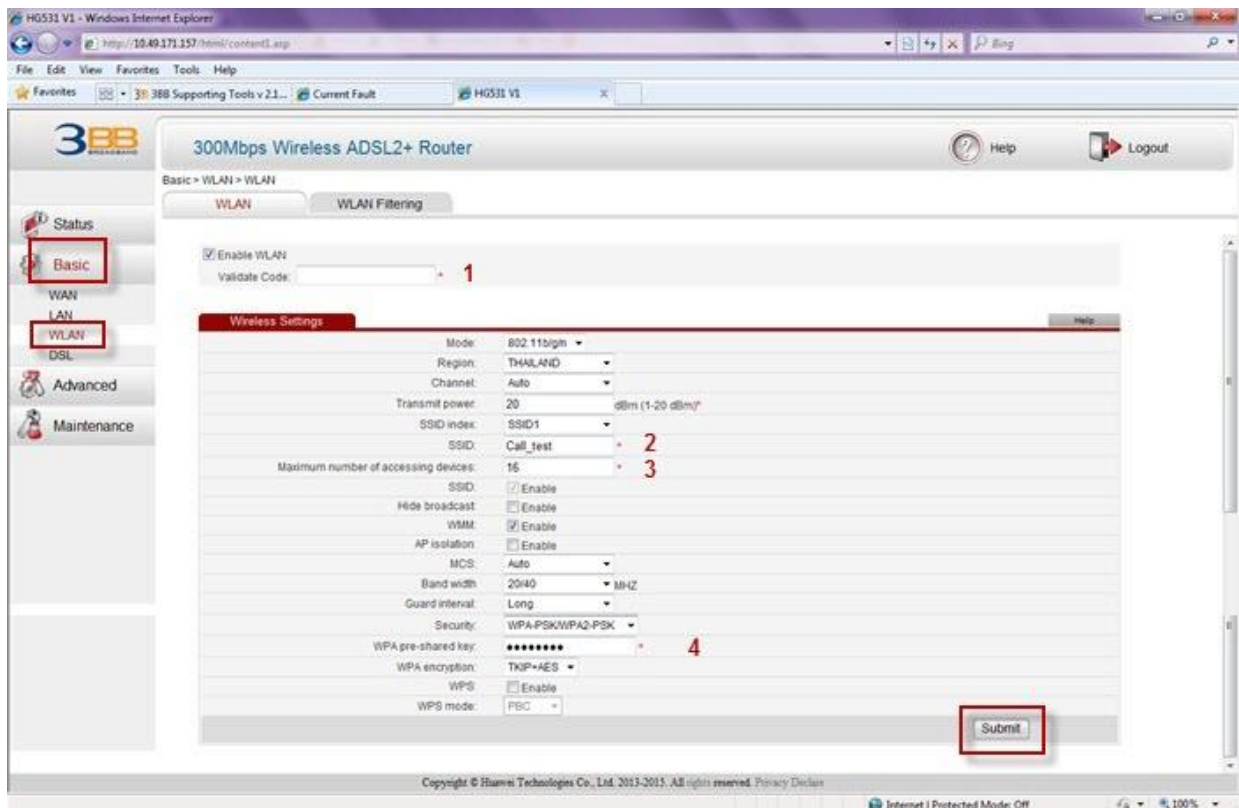 HG531 V1 - Windows Internet Explorer
http://10.49.171.157/html/content1.asp
Bing
File Edit View Favorites Tools Help
Favorites 3BB Supporting Tools v 2.1... Current Fault HG531 V1
3BB
BROADBAND
300Mbps Wireless ADSL2+ Router
Help
Logout
Basic > WLAN > WLAN
WLAN WLAN Filtering
Status
Basic
WAN
LAN
WLAN
DSL
Advanced
Maintenance
Enable WLAN
Validate Code: * 1
Wireless Settings Help
Mode: 802.11b/g/n
Region: THAILAND
Channel: Auto
Transmit power: 20 dBm (1-20 dBm)*
SSID index: SSID1
SSID: Call_test * 2
Maximum number of accessing devices: 16 * 3
SSID: Enable
Hide broadcast: Enable
WMM: Enable
AP isolation: Enable
MCS: Auto
Band width: 20/40 MHZ
Guard interval: Long
Security: WPA-PSK/WPA2-PSK
WPA pre-shared key: ●●●●●●●● * 4
WPA encryption: TKIP+AES
WPS: Enable
WPS mode: PBC
Submit
Copyright © Huawei Technologies Co., Ltd. 2013-2015. All rights reserved. Privacy Declare
Internet | Protected Mode: Off 100%